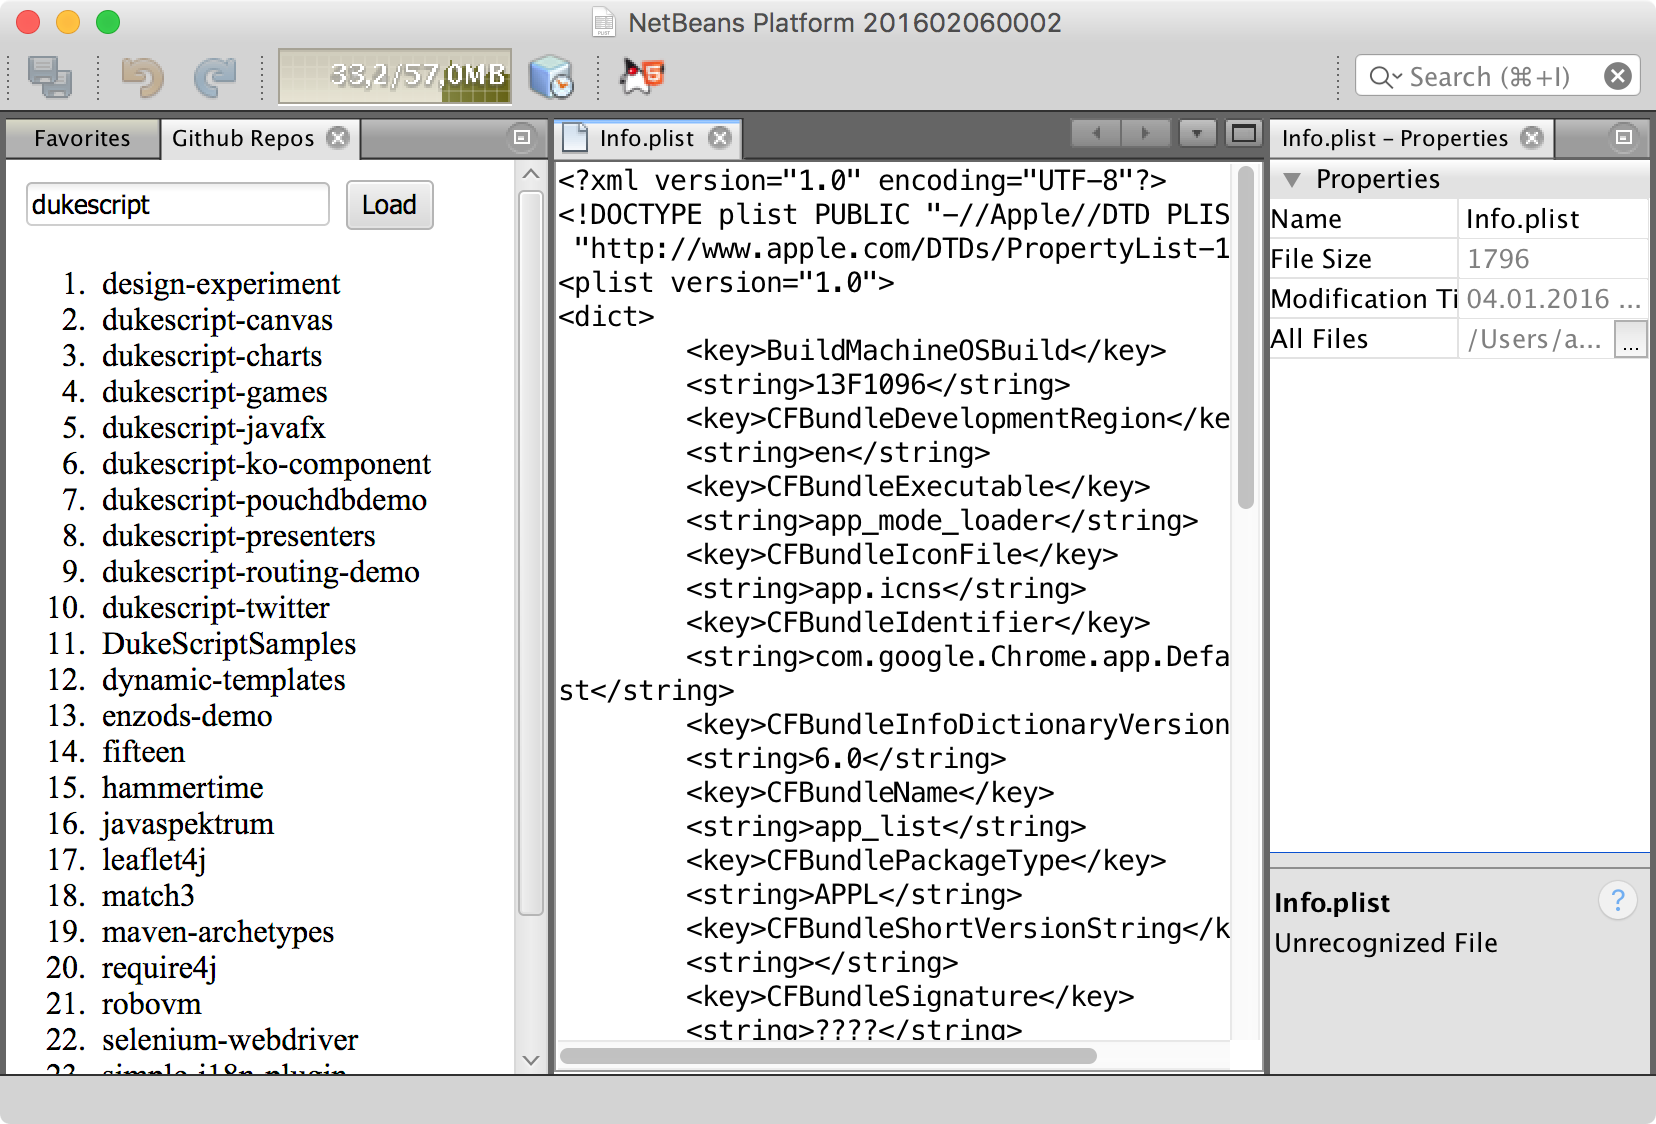 NetBeans Platform 201602060002
33,2/57,0MB
Search (⌘+I)
Favorites
Github Repos
dukescript
Load
1. design-experiment
2. dukescript-canvas
3. dukescript-charts
4. dukescript-games
5. dukescript-javafx
6. dukescript-ko-component
7. dukescript-pouchdbdemo
8. dukescript-presenters
9. dukescript-routing-demo
10. dukescript-twitter
11. DukeScriptSamples
12. dynamic-templates
13. enzods-demo
14. fifteen
15. hammertime
16. javaspektrum
17. leaflet4j
18. match3
19. maven-archetypes
20. require4j
21. robovm
22. selenium-webdriver
23. simple-i18n-plugin
Info.plist
<?xml version="1.0" encoding="UTF-8"?>
<!DOCTYPE plist PUBLIC "-//Apple//DTD PLIS
"http://www.apple.com/DTDs/PropertyList-1
<plist version="1.0">
<dict>
<key>BuildMachineOSBuild</key>
<string>13F1096</string>
<key>CFBundleDevelopmentRegion</ke
<string>en</string>
<key>CFBundleExecutable</key>
<string>app_mode_loader</string>
<key>CFBundleIconFile</key>
<string>app.icns</string>
<key>CFBundleIdentifier</key>
<string>com.google.Chrome.app.Defa
st</string>
<key>CFBundleInfoDictionaryVersion
<string>6.0</string>
<key>CFBundleName</key>
<string>app_list</string>
<key>CFBundlePackageType</key>
<string>APPL</string>
<key>CFBundleShortVersionString</k
<string></string>
<key>CFBundleSignature</key>
<string>????</string>
Info.plist – Properties
Properties
Name Info.plist
File Size 1796
Modification Ti 04.01.2016 ...
All Files /Users/a... ...
Info.plist
?
Unrecognized File